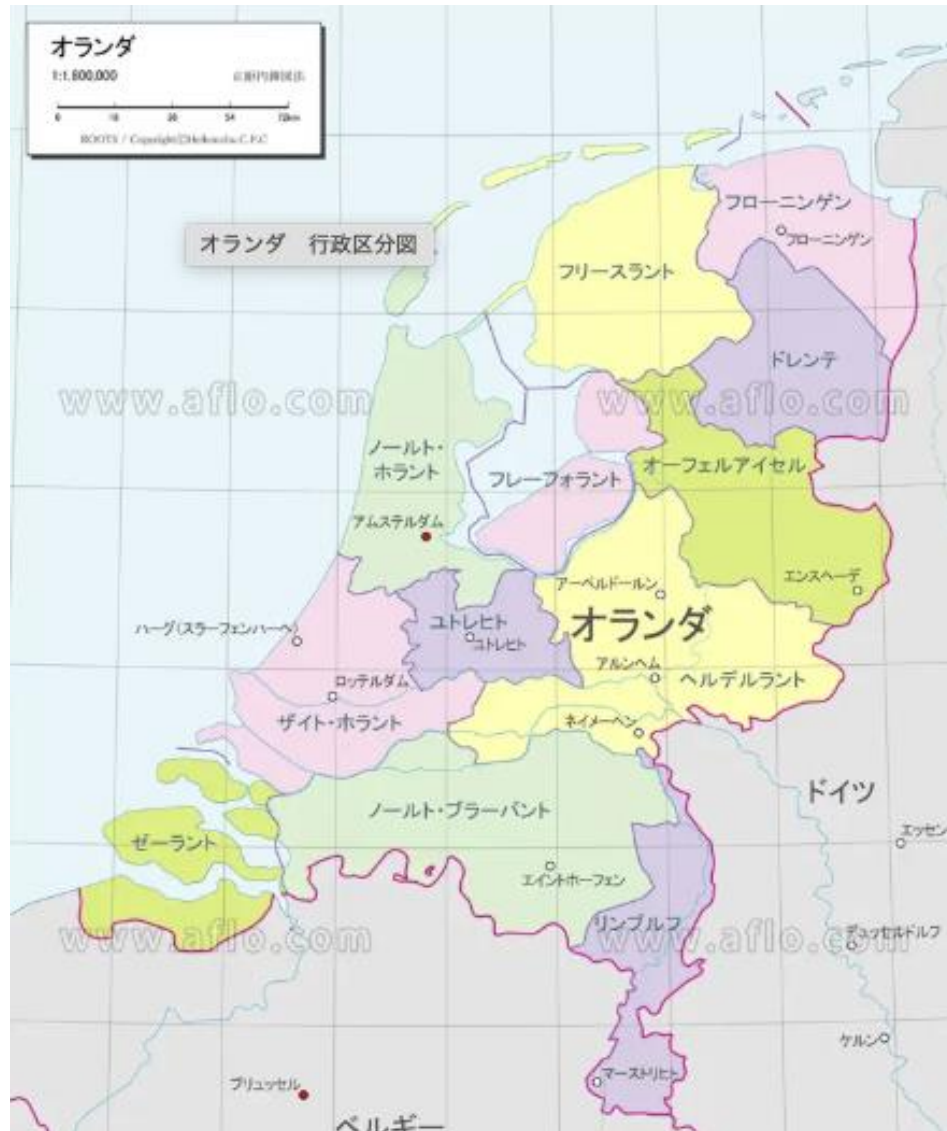 オランダ
1:1,800,000
0 18 36 54 72km
オランダ 行政区分図
フローニンゲン
フローニンゲン
フリースラント
ドレンテ
www.aflo.com
www.aflo.com
ノールト・
ホラント
フレーフォラント
オーフェルアイセル
アムステルダム
アーペルドールン
エンスヘーデ
ユトレヒト
ユトレヒト
オランダ
ハーグ(スラーフェンハーヘ)
アルンヘム
ヘルデルラント
ロッテルダム
ザイト・ホラント
ネイメーヘン
ドイツ
ノールト・ブラーバント
ゼーラント
エッセン
エイントホーフェン
リンブルフ
www.aflo.com
www.aflo.com
デュッセルドルフ
ケルン
マーストリヒト
ブリュッセル
ベルギー